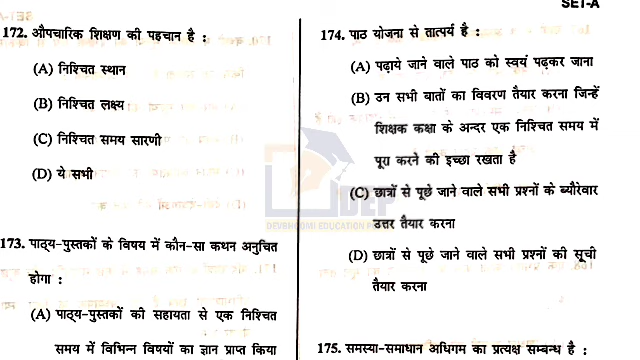 SET-A
172. औपचारिक शिक्षण की पहचान है :
(A) निश्चित स्थान
(B) निश्चित लक्ष्य
(C) निश्चित समय सारणी
(D) ये सभी
173. पाठ्य-पुस्तकों के विषय में कौन-सा कथन अनुचित
होगा :
(A) पाठ्य-पुस्तकों की सहायता से एक निश्चित
समय में विभिन्न विषयों का ज्ञान प्राप्त किया
174. पाठ योजना से तात्पर्य है :
(A) पढ़ाये जाने वाले पाठ को स्वयं पढ़कर जाना
(B) उन सभी बातों का विवरण तैयार करना जिन्हें
शिक्षक कक्षा के अन्दर एक निश्चित समय में
पूरा करने की इच्छा रखता है
(C) छात्रों से पूछे जाने वाले सभी प्रश्नों के ब्यौरेवार
उत्तर तैयार करना
(D) छात्रों से पूछे जाने वाले सभी प्रश्नों की सूची
तैयार करना
175. समस्या-समाधान अधिगम का प्रत्यक्ष सम्बन्ध है :
DEP
DEVBHOOMI EDUCATION